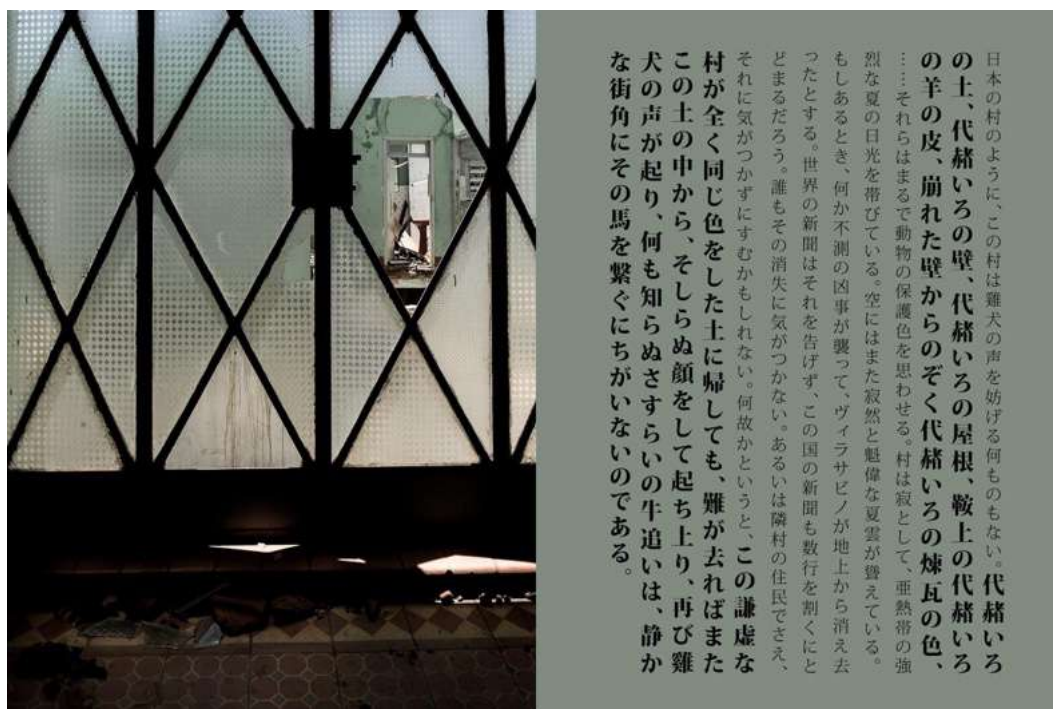 日本の村のように、この村は雞犬の声を妨げる何ものもない。代赭いろ
の土、代赭いろの壁、代赭いろの屋根、鞍上の代赭いろ
の羊の皮、崩れた壁からのぞく代赭いろの煉瓦の色、
……それらはまるで動物の保護色を思わせる。村は寂として、亜熱帯の強
烈な夏の日光を帯びている。空にはまた寂然と魁偉な夏雲が聳えている。
もしあるとき、何か不測の凶事が襲って、ヴィラサビノが地上から消え去
ったとする。世界の新聞はそれを告げず、この国の新聞も数行を割くにと
どまるだろう。誰もその消失に気がつかない。あるいは隣村の住民でさえ、
それに気がつかずにすむかもしれない。何故かというと、この謙虚な
村が全く同じ色をした土に帰しても、難が去ればまた
この土の中から、そしらぬ顔をして起ち上り、再び雞
犬の声が起り、何も知らぬさすらいの牛追いは、静か
な街角にその馬を繋ぐにちがいないのである。